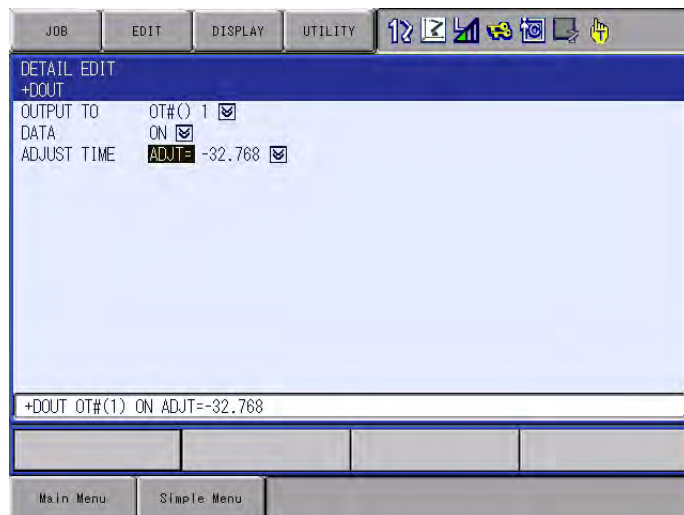 JOB EDIT DISPLAY UTILITY
DETAIL EDIT
+DOUT
OUTPUT TO OT#() 1
DATA ON
ADJUST TIME ADJT= -32.768
+DOUT OT#(1) ON ADJT=-32.768
Main Menu Simple Menu